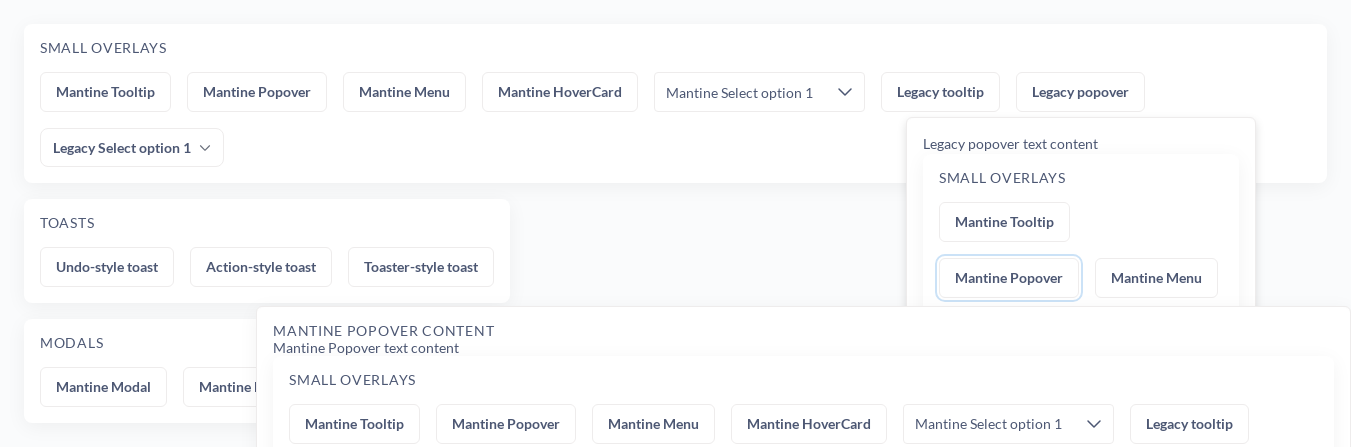 SMALL OVERLAYS
Mantine Tooltip Mantine Popover Mantine Menu Mantine HoverCard Mantine Select option 1 Legacy tooltip Legacy popover
Legacy Select option 1
Legacy popover text content
SMALL OVERLAYS
Mantine Tooltip
Mantine Popover Mantine Menu
TOASTS
Undo-style toast Action-style toast Toaster-style toast
MODALS
Mantine Modal Mantine
MANTINE POPOVER CONTENT
Mantine Popover text content
SMALL OVERLAYS
Mantine Tooltip Mantine Popover Mantine Menu Mantine HoverCard Mantine Select option 1 Legacy tooltip